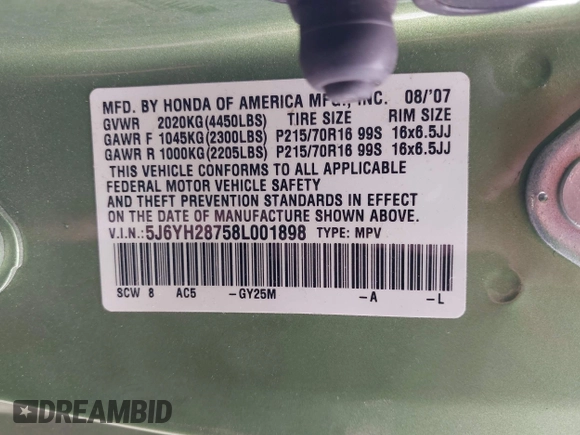 MFD. BY HONDA OF AMERICA MFG., INC. 08/'07
GVWR 2020KG(4450LBS) TIRE SIZE RIM SIZE
GAWR F 1045KG(2300LBS) P215/70R16 99S 16x6.5JJ
GAWR R 1000KG(2205LBS) P215/70R16 99S 16x6.5JJ
THIS VEHICLE CONFORMS TO ALL APPLICABLE
FEDERAL MOTOR VEHICLE SAFETY
AND THEFT PREVENTION STANDARDS IN EFFECT
ON THE DATE OF MANUFACTURE SHOWN ABOVE.
V.I.N.: 5J6YH28758L001898 TYPE: MPV
SCW 8 AC5 -GY25M -A -L
DREAMBID